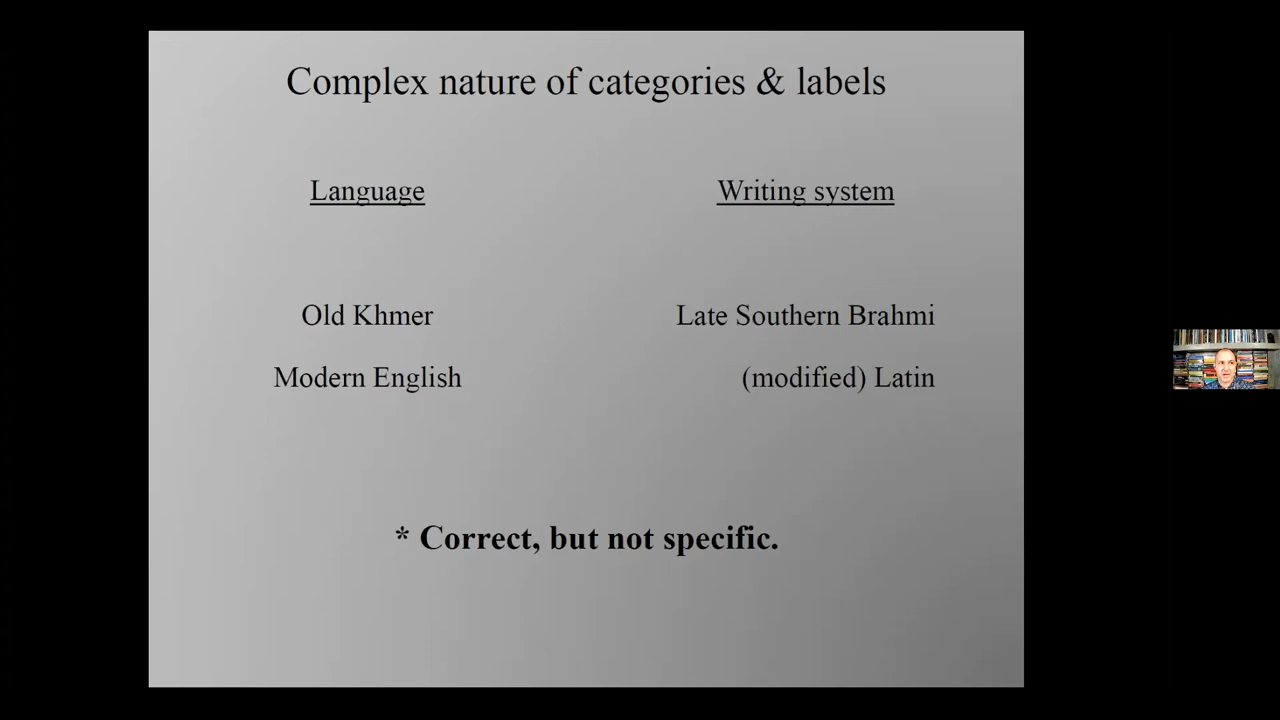 Complex nature of categories & labels
Language
Writing system
Old Khmer
Late Southern Brahmi
Modern English
(modified) Latin
* Correct, but not specific.